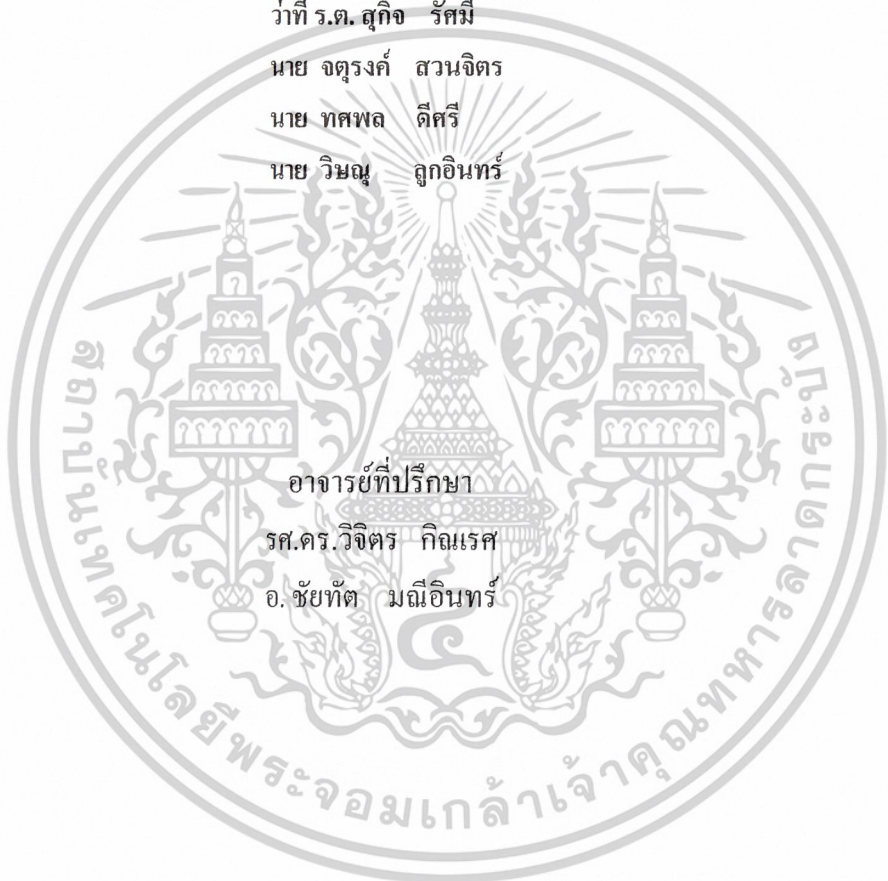 ว่าที่ ร.ต. สุกิจ รัศมี
นาย จตุรงค์ สวนจิตร
นาย ทศพล ดีศรี
นาย วิษณุ ลูกอินทร์
อาจารย์ที่ปรึกษา
รศ.ดร.วิจิตร กิณเรศ
อ. ชัยทัต มณีอินทร์
สถาบันเทคโนโลยีพระจอมเกล้าเจ้าคุณทหารลาดกระบัง